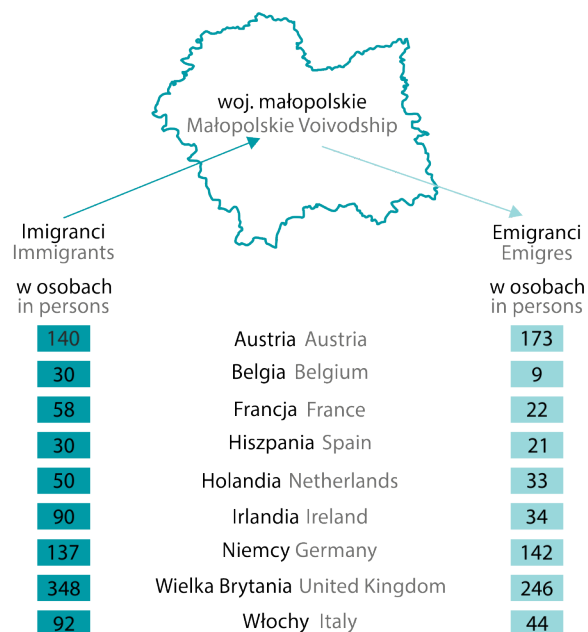 woj. małopolskie
Małopolskie Voivodship
Imigranci
Immigrants
Emigranci
Emigres
w osobach
in persons
w osobach
in persons
140 Austria Austria 173
30 Belgia Belgium 9
58 Francja France 22
30 Hiszpania Spain 21
50 Holandia Netherlands 33
90 Irlandia Ireland 34
137 Niemcy Germany 142
348 Wielka Brytania United Kingdom 246
92 Włochy Italy 44